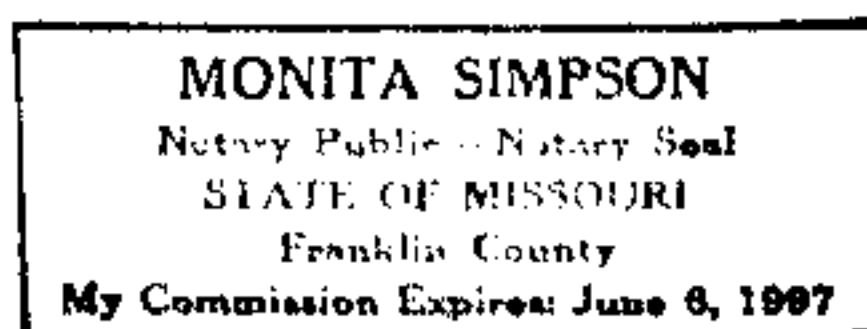 MONITA SIMPSON
Notary Public - Notary Seal
STATE OF MISSOURI
Franklin County
My Commission Expires: June 6, 1997